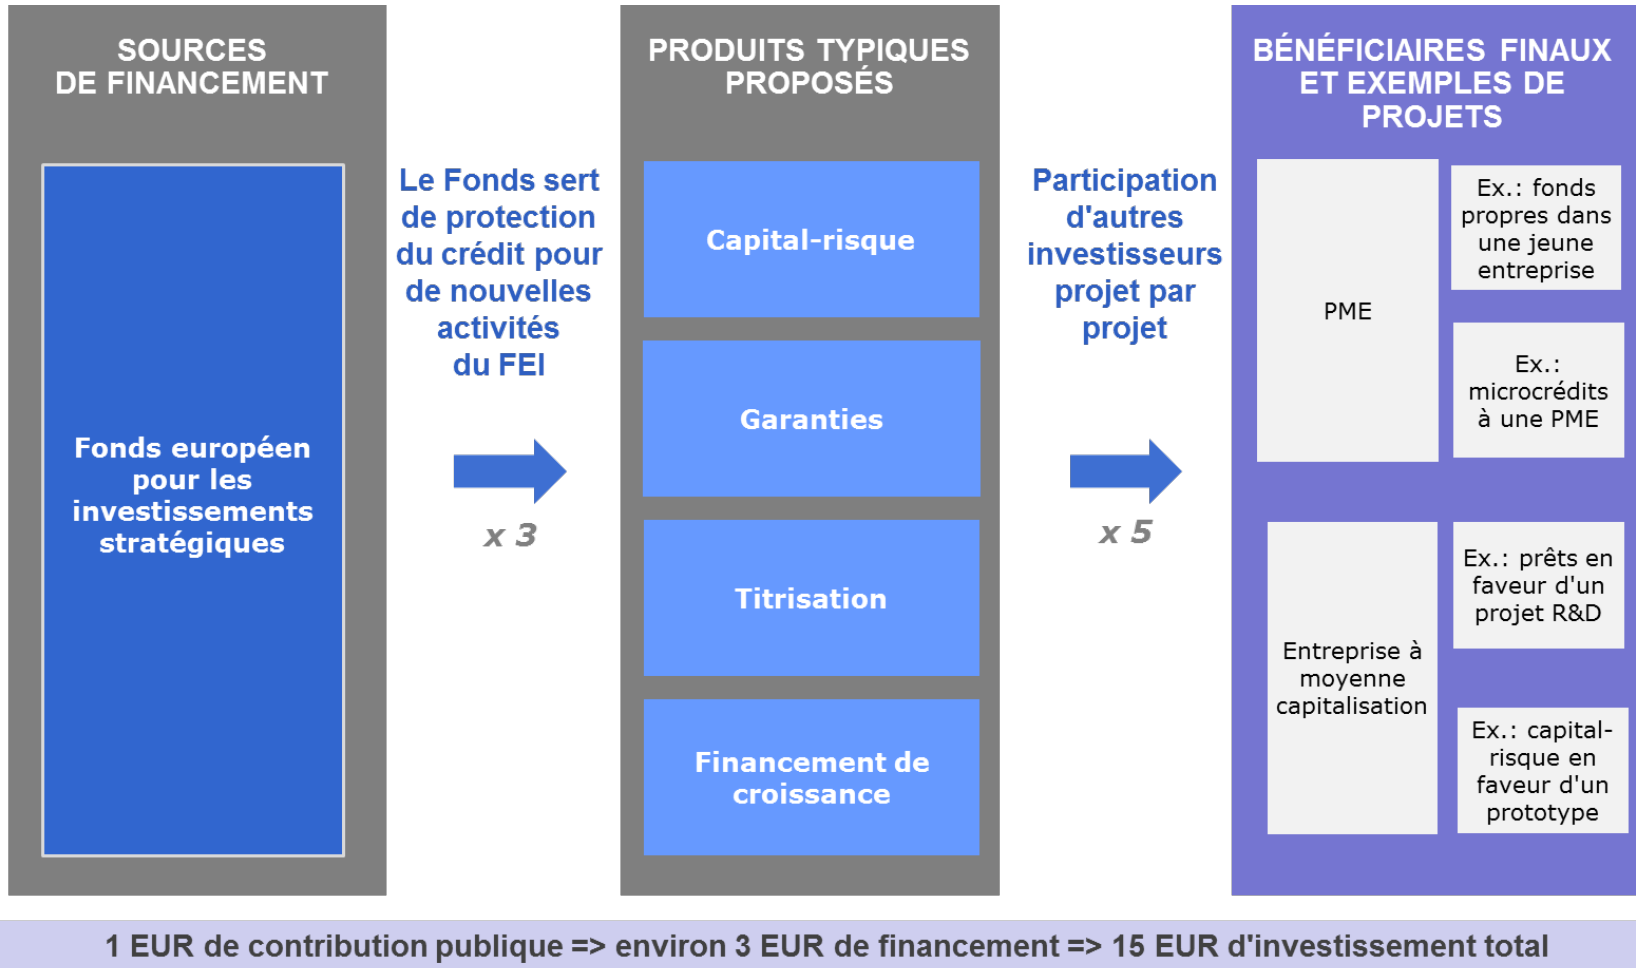 SOURCES
DE FINANCEMENT
Fonds européen
pour les
investissements
stratégiques
Le Fonds sert
de protection
du crédit pour
de nouvelles
activités
du FEI
x 3
PRODUITS TYPIQUES
PROPOSÉS
Capital-risque
Garanties
Titrisation
Financement de
croissance
Participation
d'autres
investisseurs
projet par
projet
x 5
BÉNÉFICIAIRES FINAUX
ET EXEMPLES DE
PROJETS
PME
Ex.: fonds
propres dans
une jeune
entreprise
Ex.:
microcrédits
à une PME
Entreprise à
moyenne
capitalisation
Ex.: prêts en
faveur d'un
projet R&D
Ex.: capital-
risque en
faveur d'un
prototype
1 EUR de contribution publique => environ 3 EUR de financement => 15 EUR d'investissement total